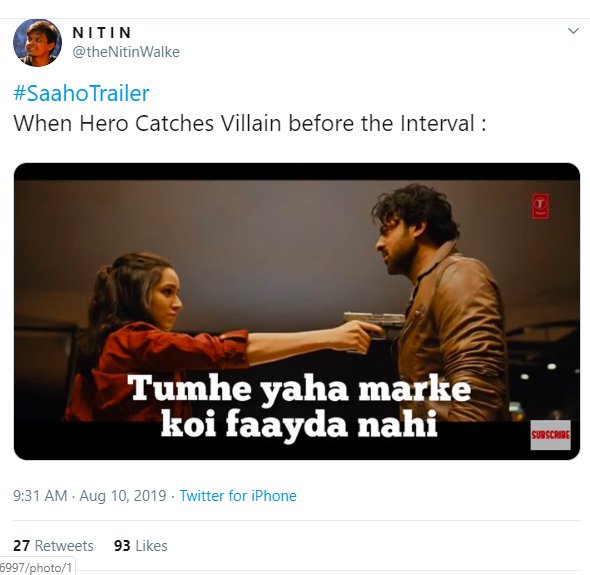 N I T I N
@theNitinWalke
#SaahoTrailer
When Hero Catches Villain before the Interval :
Tumhe yaha marke
koi faayda nahi
SUBSCRIBE
9:31 AM · Aug 10, 2019 · Twitter for iPhone
27 Retweets 93 Likes
6997/photo/1